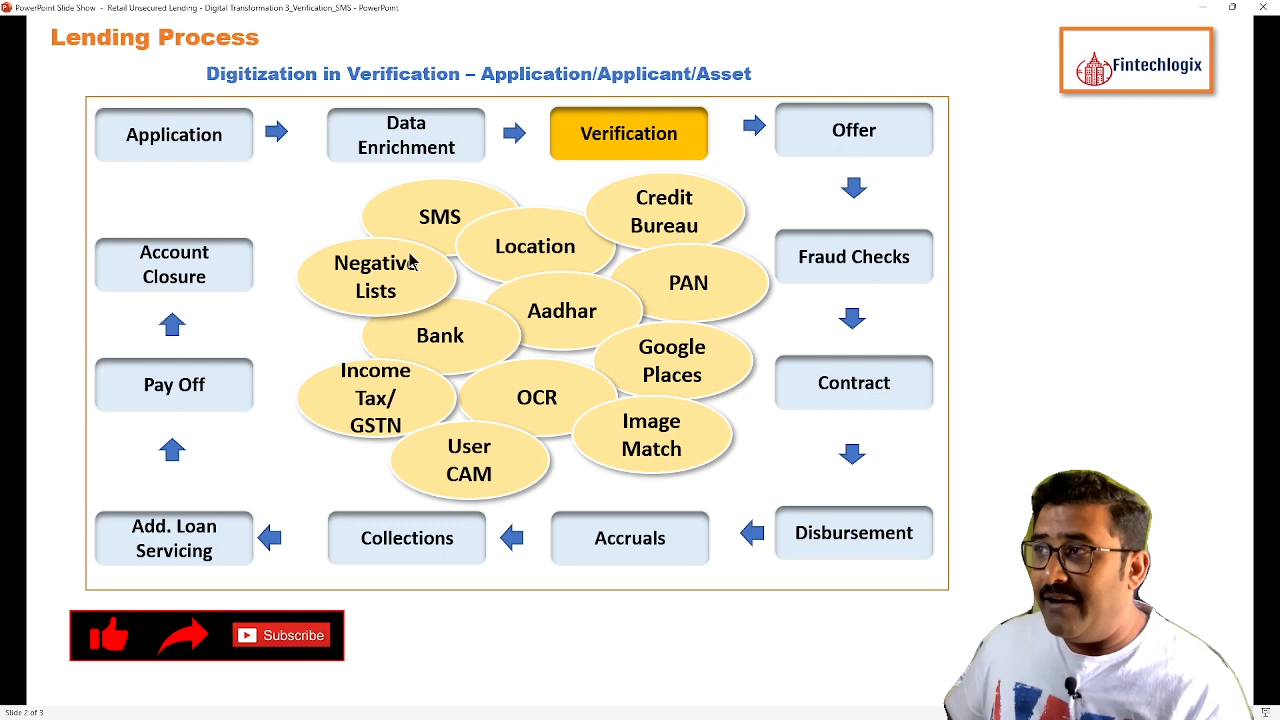 PowerPoint Slide Show - Retail Unsecured Lending - Digital Transformation 3_Verification_SMS - PowerPoint
Lending Process
Fintechlogix
Digitization in Verification – Application/Applicant/Asset
Application
Data
Enrichment
Verification
Offer
SMS
Location
Credit
Bureau
Account
Closure
Negative
Lists
PAN
Fraud Checks
Aadhar
Bank
Google
Places
Pay Off
Income
Tax/
GSTN
OCR
Image
Match
Contract
User
CAM
Add. Loan
Servicing
Collections
Accruals
Disbursement
Subscribe
Slide 2 of 3